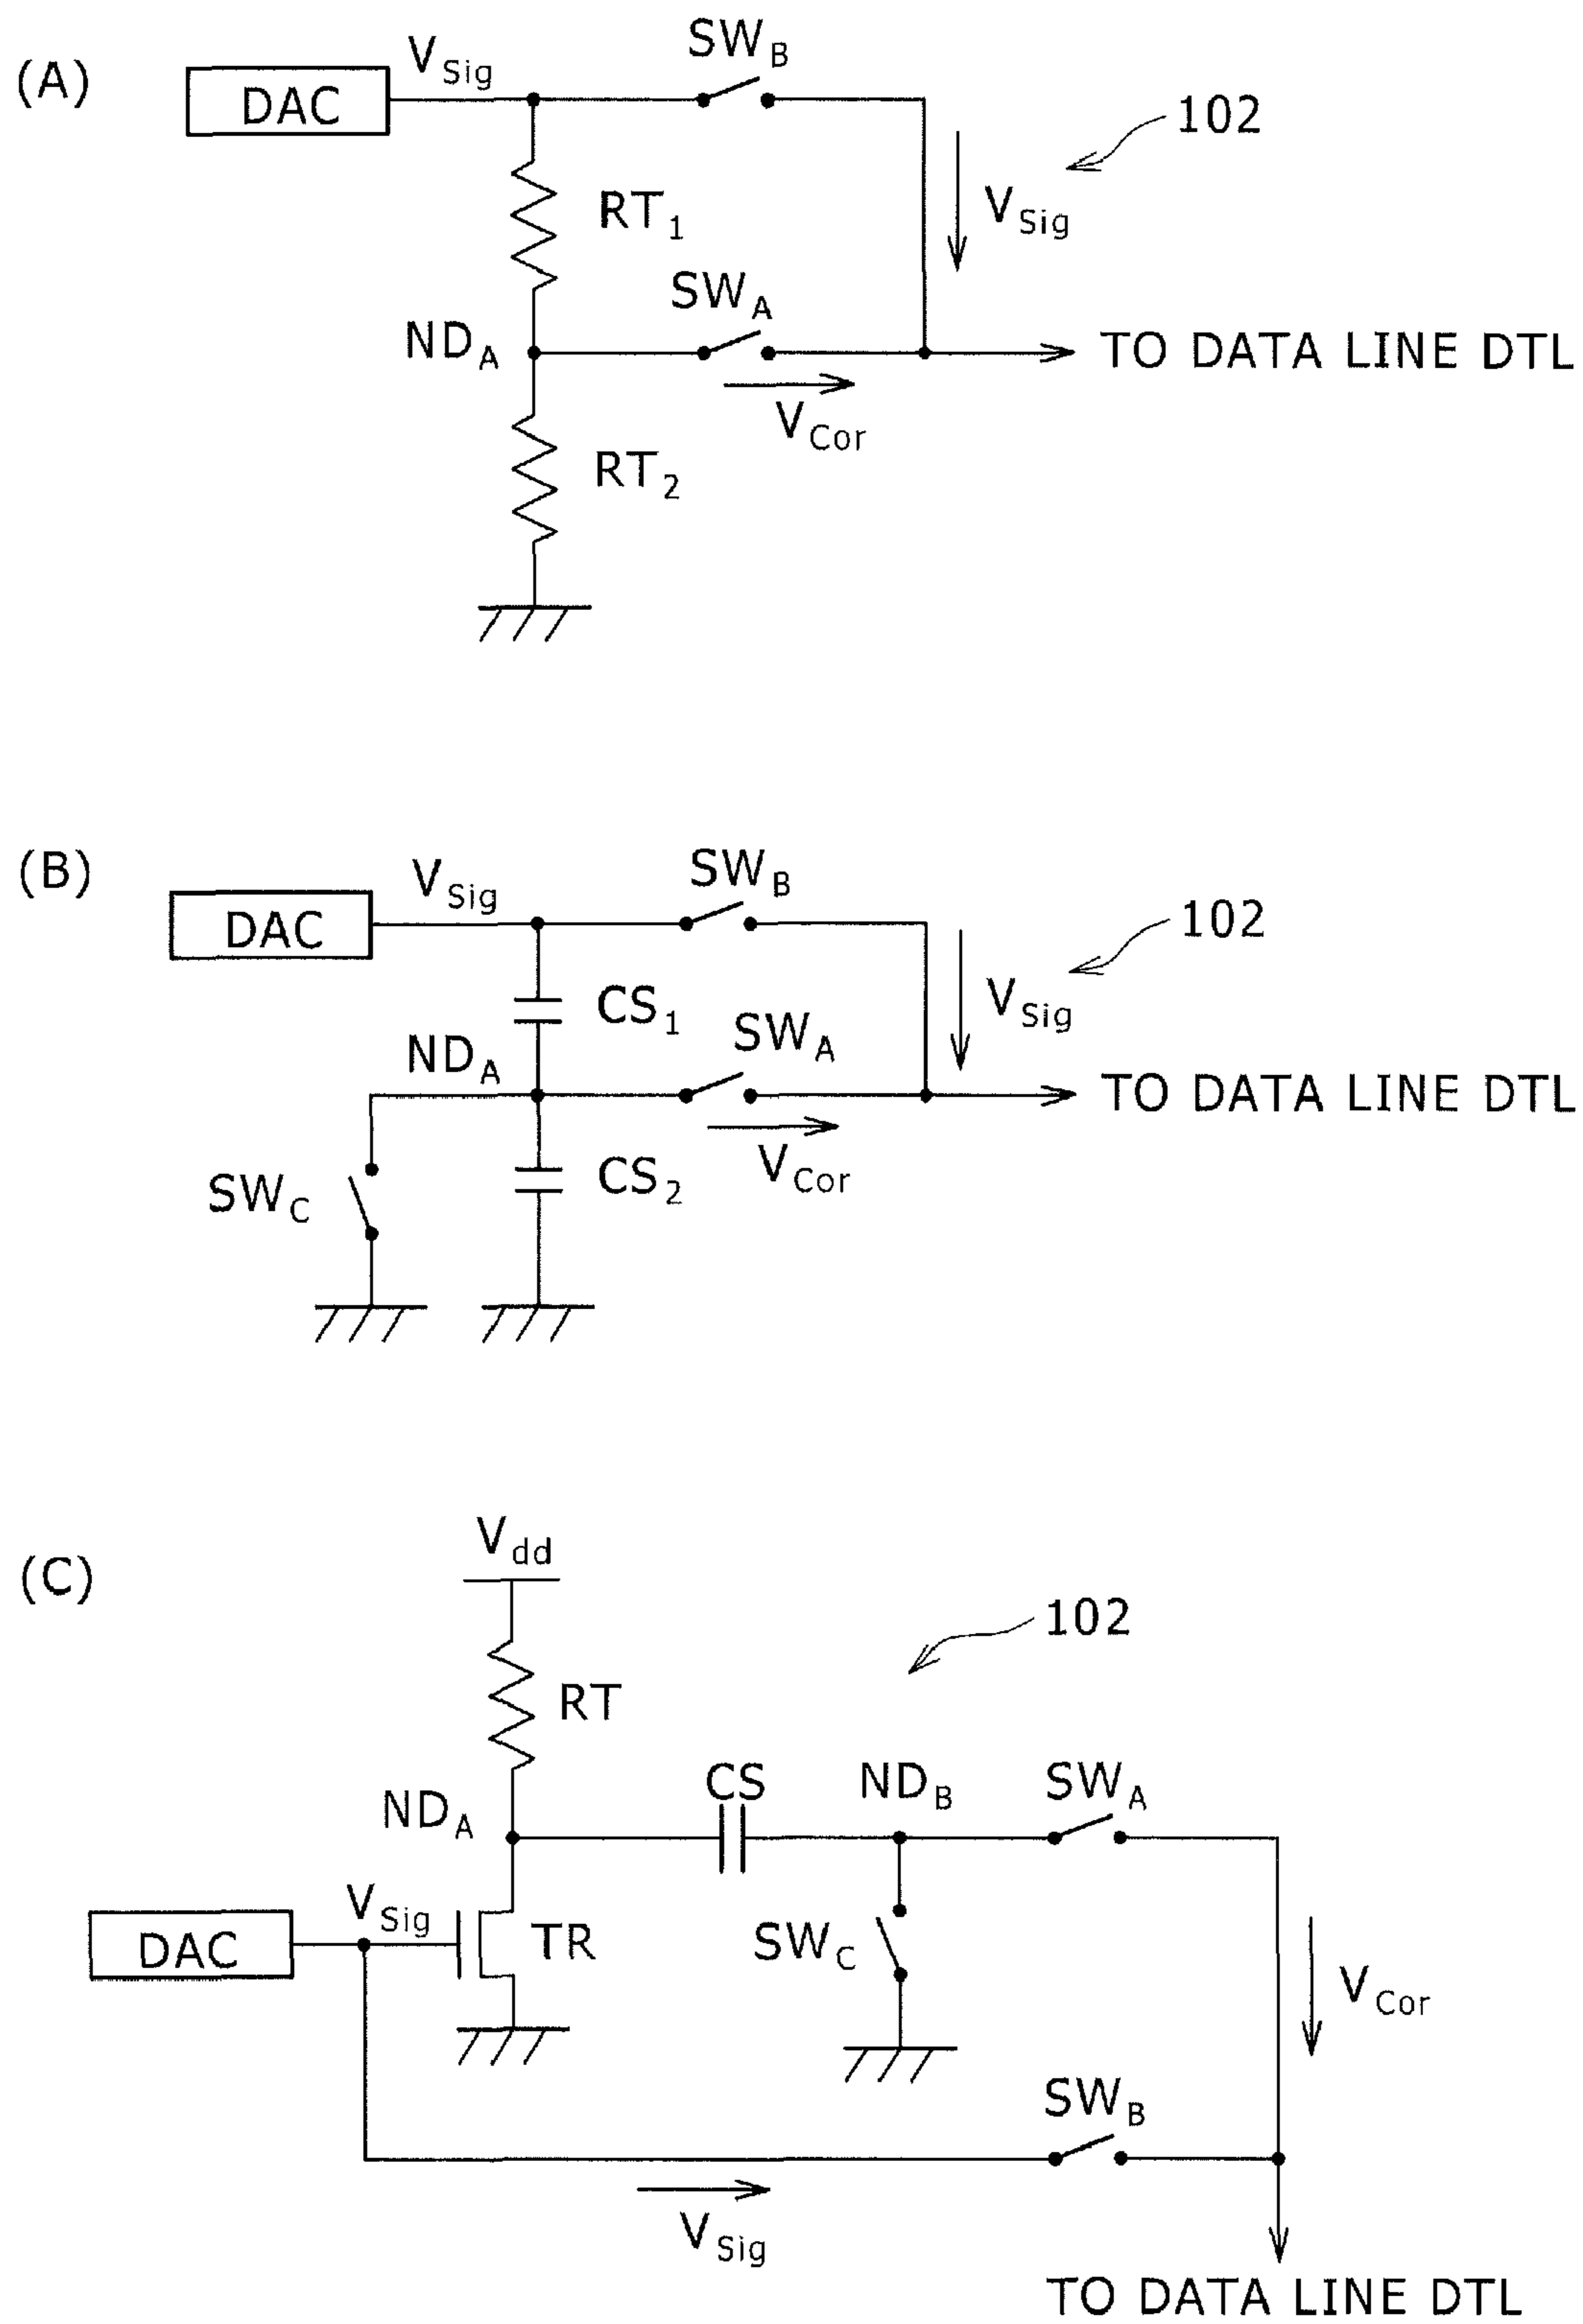 (A)
DAC
VSig
SWB
102
RT1
VSig
SWA
NDA
TO DATA LINE DTL
VCor
RT2
(B)
DAC
VSig
SWB
102
CS1
VSig
SWA
NDA
TO DATA LINE DTL
VCor
SWC
CS2
(C)
Vdd
102
RT
CS
NDB
SWA
NDA
VSig
DAC
TR
SWC
VCor
SWB
VSig
TO DATA LINE DTL